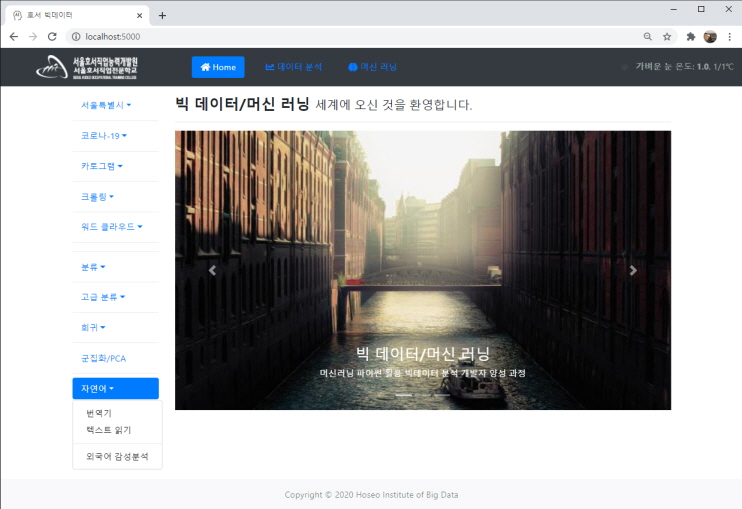 호서 빅데이터
localhost:5000
서울호서직업능력개발원
서울호서직업전문학교
Home
데이터 분석
머신 러닝
가벼운 눈 온도: 1.0, 1/1℃
서울특별시
코로나-19
카토그램
크롤링
워드 클라우드
분류
고급 분류
회귀
군집화/PCA
자연어
번역기
텍스트 읽기
외국어 감성분석
빅 데이터/머신 러닝 세계에 오신 것을 환영합니다.
빅 데이터/머신 러닝
머신러닝 파이썬 활용 빅데이터 분석 개발자 양성 과정
Copyright © 2020 Hoseo Institute of Big Data